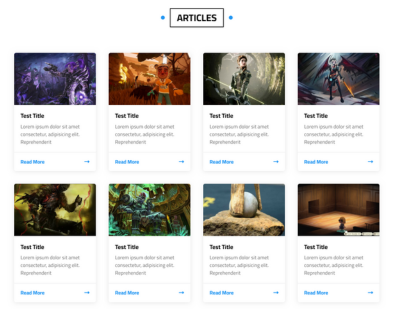 ARTICLES
Test Title
Lorem ipsum dolor sit amet
consectetur, adipisicing elit.
Reprehenderit
Read More →
Test Title
Lorem ipsum dolor sit amet
consectetur, adipisicing elit.
Reprehenderit
Read More →
Test Title
Lorem ipsum dolor sit amet
consectetur, adipisicing elit.
Reprehenderit
Read More →
Test Title
Lorem ipsum dolor sit amet
consectetur, adipisicing elit.
Reprehenderit
Read More →
Test Title
Lorem ipsum dolor sit amet
consectetur, adipisicing elit.
Reprehenderit
Read More →
Test Title
Lorem ipsum dolor sit amet
consectetur, adipisicing elit.
Reprehenderit
Read More →
Test Title
Lorem ipsum dolor sit amet
consectetur, adipisicing elit.
Reprehenderit
Read More →
Test Title
Lorem ipsum dolor sit amet
consectetur, adipisicing elit.
Reprehenderit
Read More →